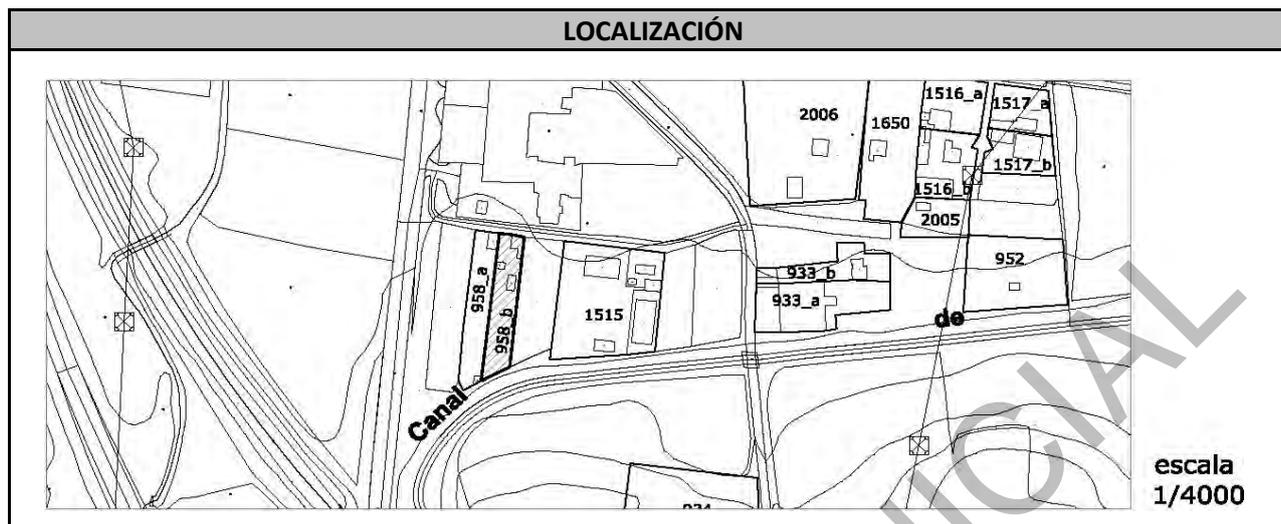 LOCALIZACIÓN
1516_a
1517_a
2006
1650
1517_b
1516_b
2005
952
933_b
933_a
958_a
958_b
1515
de
Canal
escala
1/4000